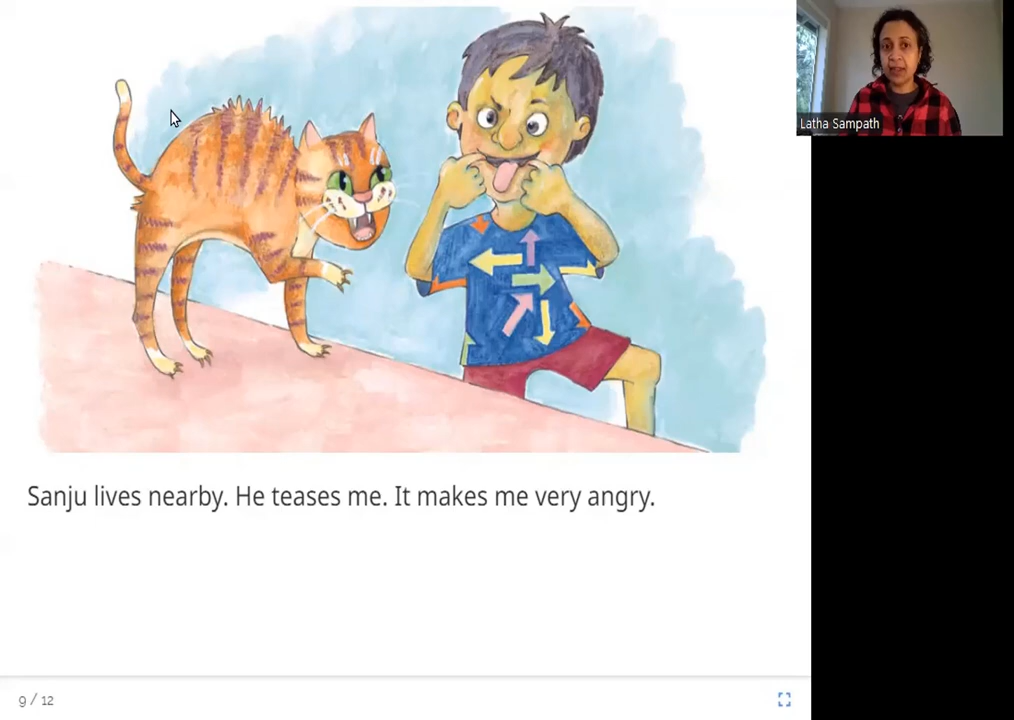 Latha Sampath
Sanju lives nearby. He teases me. It makes me very angry.
9 / 12